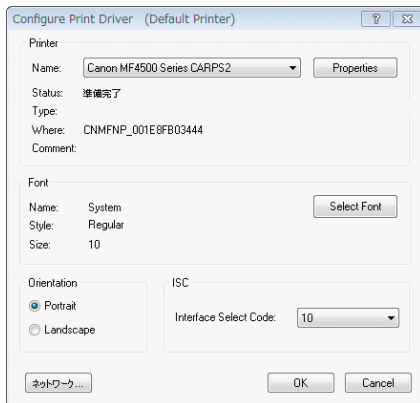 Configure Print Driver (Default Printer)
Printer
Name: Canon MF4500 Series CARPS2 Properties
Status: 準備完了
Type:
Where: CNMFNP_001E8FB03444
Comment:
Font
Name: System Select Font
Style: Regular
Size: 10
Orientation
Portrait
Landscape
ISC
Interface Select Code: 10
ネットワーク... OK Cancel